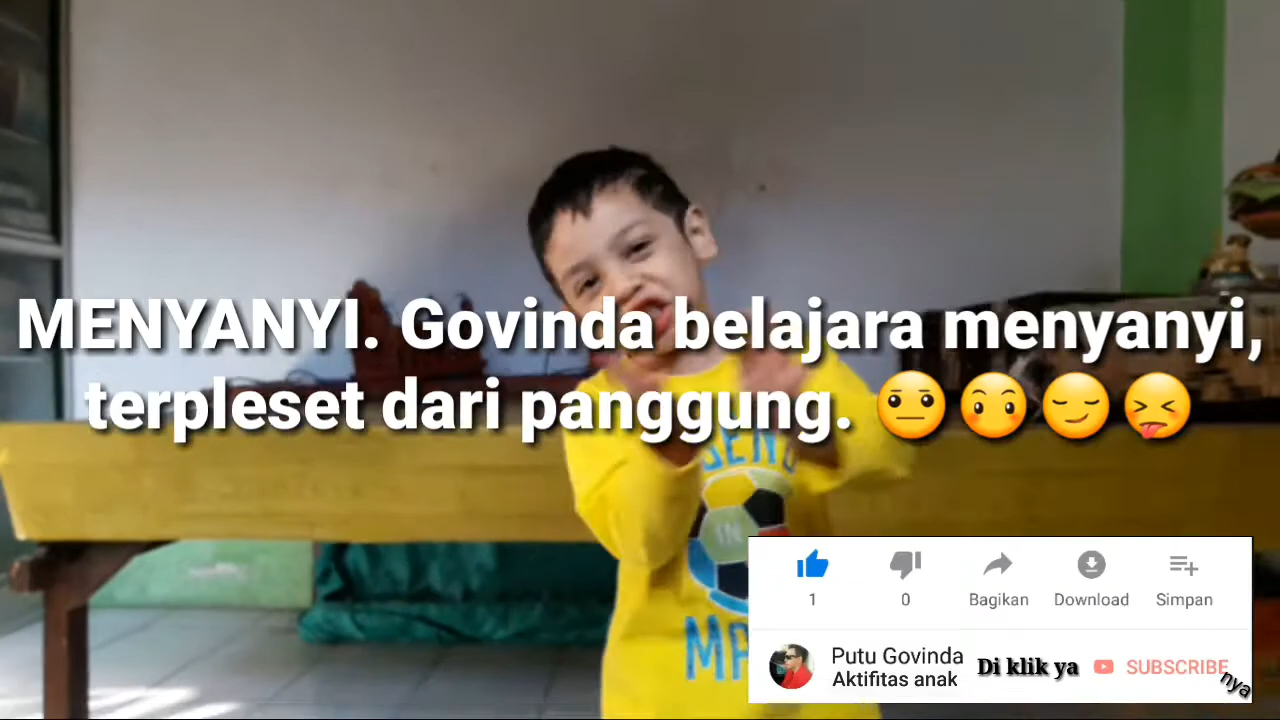 MENYANYI. Govinda belajara menyanyi,
terpleset dari panggung. 😐😶😏😝
IN
1
0
Bagikan
Download
Simpan
Putu Govinda
Aktifitas anak
Di klik ya
SUBSCRIBE
nya